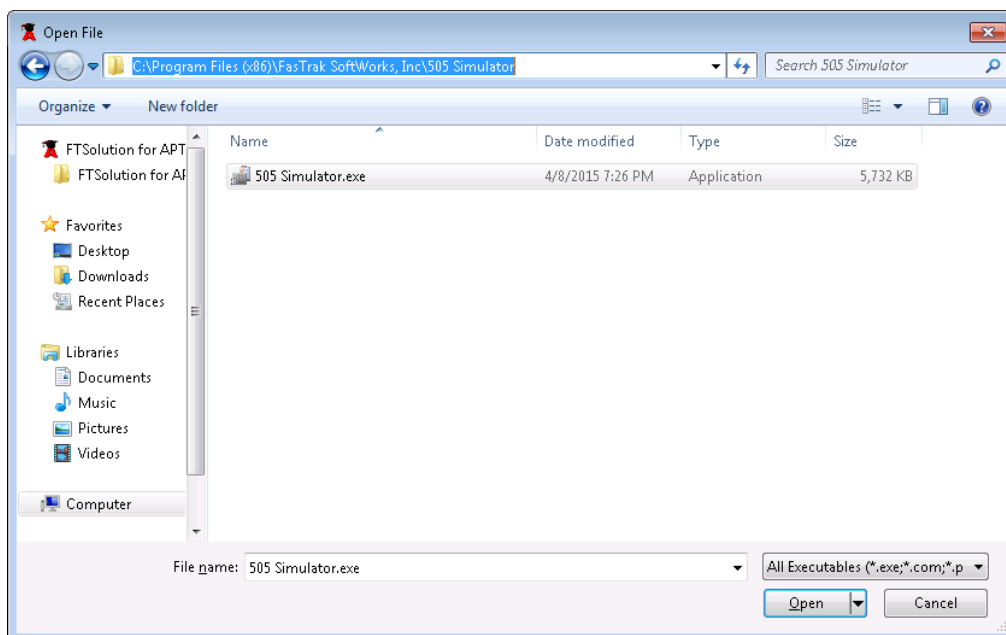 Open File
C:\Program Files (x86)\FasTrak SoftWorks, Inc\505 Simulator
Search 505 Simulator
Organize
New folder
Name
Date modified
Type
Size
FTSolution for APT
FTSolution for AF
505 Simulator.exe
4/8/2015 7:26 PM
Application
5,732 KB
Favorites
Desktop
Downloads
Recent Places
Libraries
Documents
Music
Pictures
Videos
Computer
File name:
505 Simulator.exe
All Executables (*.exe;*.com;*.p
Open
Cancel